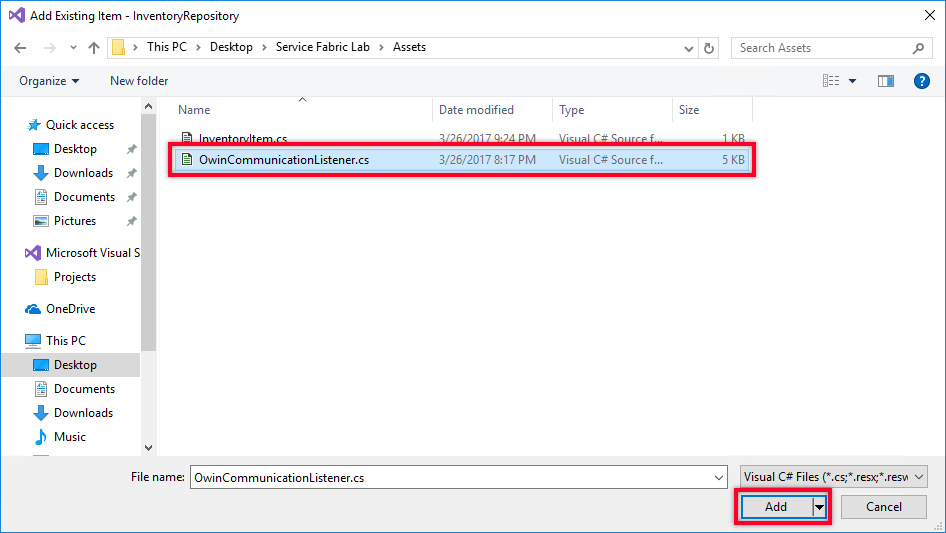 Add Existing Item - InventoryRepository
This PC > Desktop > Service Fabric Lab > Assets
Search Assets
Organize
New folder
Name Date modified Type Size
InventoryItem.cs 3/26/2017 9:24 PM Visual C# Source f... 1 KB
OwinCommunicationListener.cs 3/26/2017 8:17 PM Visual C# Source f... 5 KB
Quick access
Desktop
Downloads
Documents
Pictures
Microsoft Visual S
Projects
OneDrive
This PC
Desktop
Documents
Downloads
Music
File name: OwinCommunicationListener.cs Visual C# Files (*.cs;*.resx;*.resw
Add Cancel